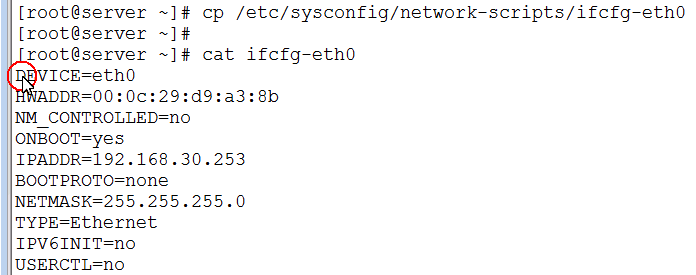 [root@server ~]# cp /etc/sysconfig/network-scripts/ifcfg-eth0
[root@server ~]#
[root@server ~]# cat ifcfg-eth0
DEVICE=eth0
HWADDR=00:0c:29:d9:a3:8b
NM_CONTROLLED=no
ONBOOT=yes
IPADDR=192.168.30.253
BOOTPROTO=none
NETMASK=255.255.255.0
TYPE=Ethernet
IPV6INIT=no
USERCTL=no